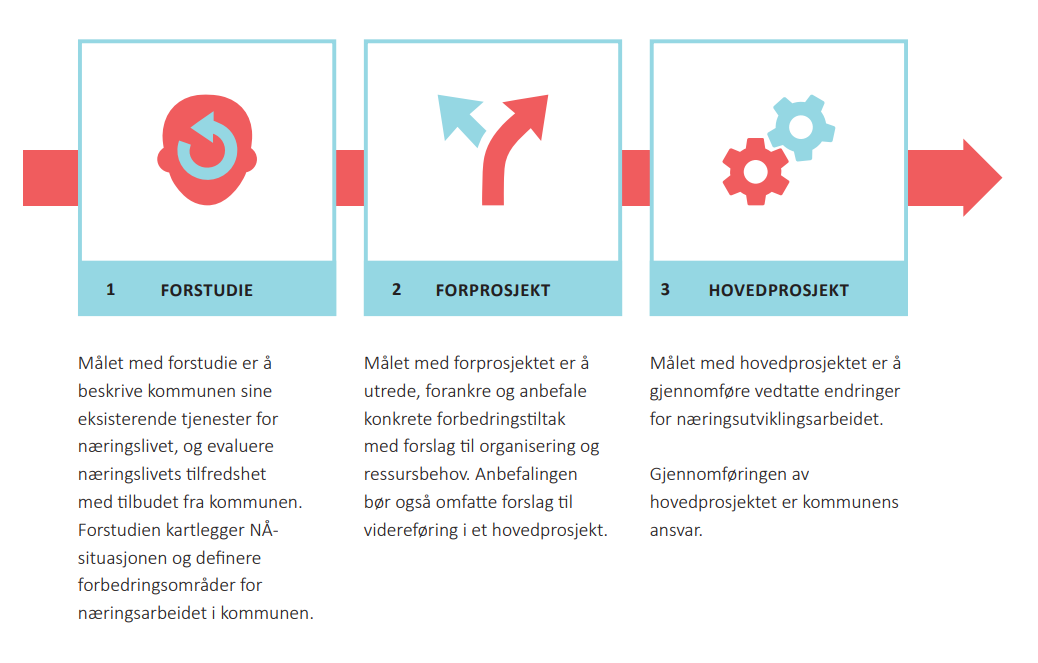 1 FORSTUDIE
Målet med forstudie er å
beskrive kommunen sine
eksisterende tjenester for
næringslivet, og evaluere
næringslivets tilfredshet
med tilbudet fra kommunen.
Forstudien kartlegger NÅ-
situasjonen og definere
forbedringsområder for
næringsarbeidet i kommunen.
2 FORPROSJEKT
Målet med forprosjektet er å
utrede, forankre og anbefale
konkrete forbedringstiltak
med forslag til organisering og
ressursbehov. Anbefalingen
bør også omfatte forslag til
videreføring i et hovedprosjekt.
3 HOVEDPROSJEKT
Målet med hovedprosjektet er å
gjennomføre vedtatte endringer
for næringsutviklingsarbeidet.
Gjennomføringen av
hovedprosjektet er kommunens
ansvar.